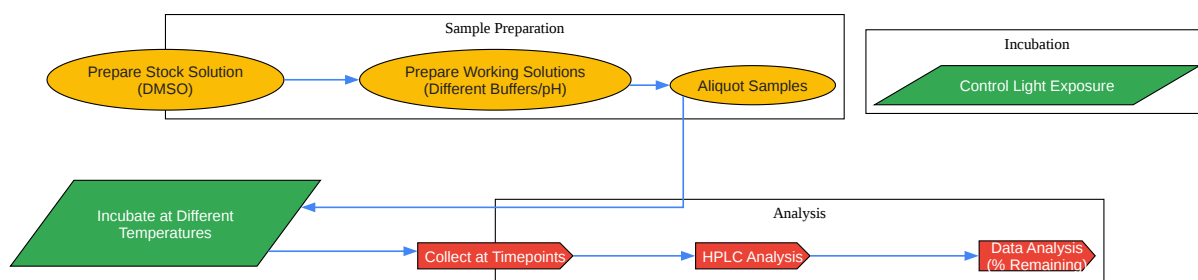 Sample Preparation
Prepare Stock Solution
(DMSO)
Prepare Working Solutions
(Different Buffers/pH)
Aliquot Samples
Incubation
Control Light Exposure
Incubate at Different
Temperatures
Analysis
Collect at Timepoints
HPLC Analysis
Data Analysis
(% Remaining)